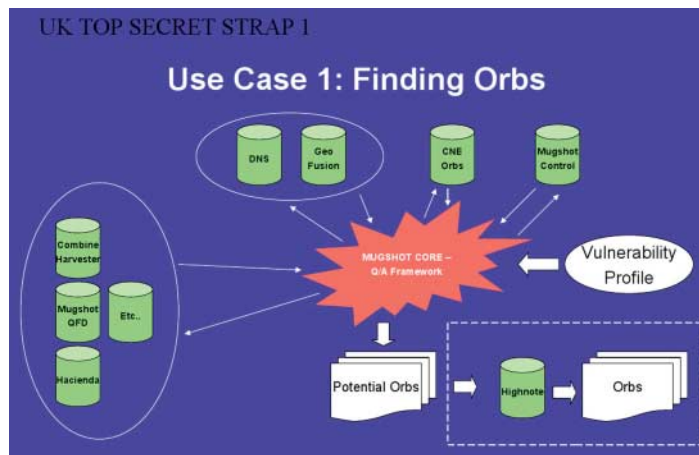 UK TOP SECRET STRAP 1
Use Case 1: Finding Orbs
DNS
Geo
Fusion
CNE
Orbs
Mugshot
Control
Combine
Harvester
Mugshot
QFD
Etc..
Hacienda
MUGSHOT CORE –
Q/A Framework
Vulnerability
Profile
Potential Orbs
Highnote
Orbs